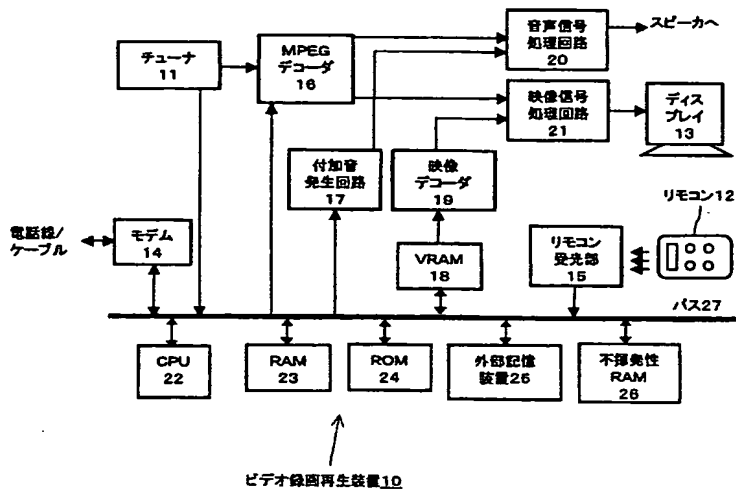 音声信号
処理回路
20
スピーカへ
チューナ
11
MPEG
デコーダ
16
映像信号
処理回路
21
ディス
プレイ
13
付加音
発生回路
17
映像
デコーダ
19
リモコン12
電話線/
ケーブル
モデム
14
VRAM
18
リモコン
受光部
15
バス27
CPU
22
RAM
23
ROM
24
外部記憶
装置25
不揮発性
RAM
26
ビデオ録画再生装置10